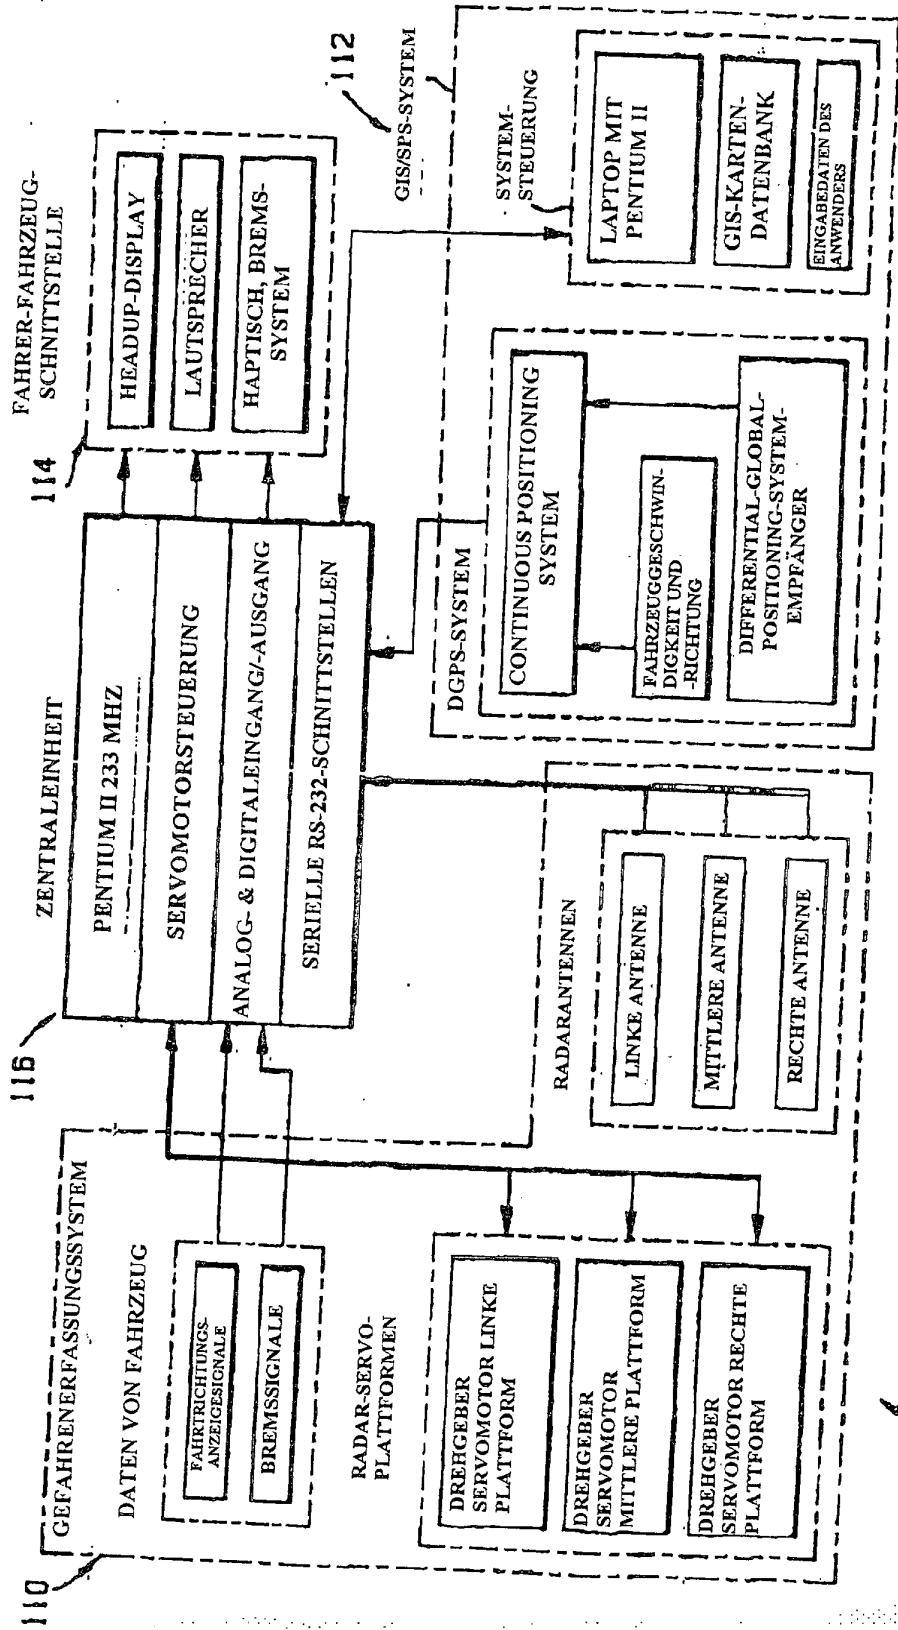 110
GEFAHRENERFASSUNGSSYSTEM
DATEN VON FAHRZEUG
FAHRTRICHTUNGS-
ANZEIGESIGNALE
BREMSSIGNALE
RADAR-SERVO-
PLATTFORMEN
DREHGEBER
SERVOMOTOR LINKE
PLATTFORM
DREHGEBER
SERVOMOTOR
MITTLERE PLATTFORM
DREHGEBER
SERVOMOTOR RECHTE
PLATTFORM
RADARANTENNEN
LINKE ANTENNE
MITTLERE ANTENNE
RECHTE ANTENNE
116
ZENTRALEINHEIT
PENTIUM II 233 MHZ
SERVOMOTORSTEUERUNG
ANALOG- & DIGITALEINGANG/-AUSGANG
SERIELLE RS-232-SCHNITTSTELLEN
114
FAHRER-FAHRZEUG-
SCHNITTSTELLE
HEADUP-DISPLAY
LAUTSPRECHER
HAPTISCH, BREMS-
SYSTEM
112
GIS/SPS-SYSTEM
DGPS-SYSTEM
CONTINUOUS POSITIONING
SYSTEM
FAHRZEUGGESCHWIN-
DIGKEIT UND
-RICHTUNG
DIFFERENTIAL-GLOBAL-
POSITIONING-SYSTEM-
EMPFÄNGER
SYSTEM-
STEUERUNG
LAPTOP MIT
PENTIUM II
GIS-KARTEN-
DATENBANK
EINGABEDATEN DES
ANWENDERS